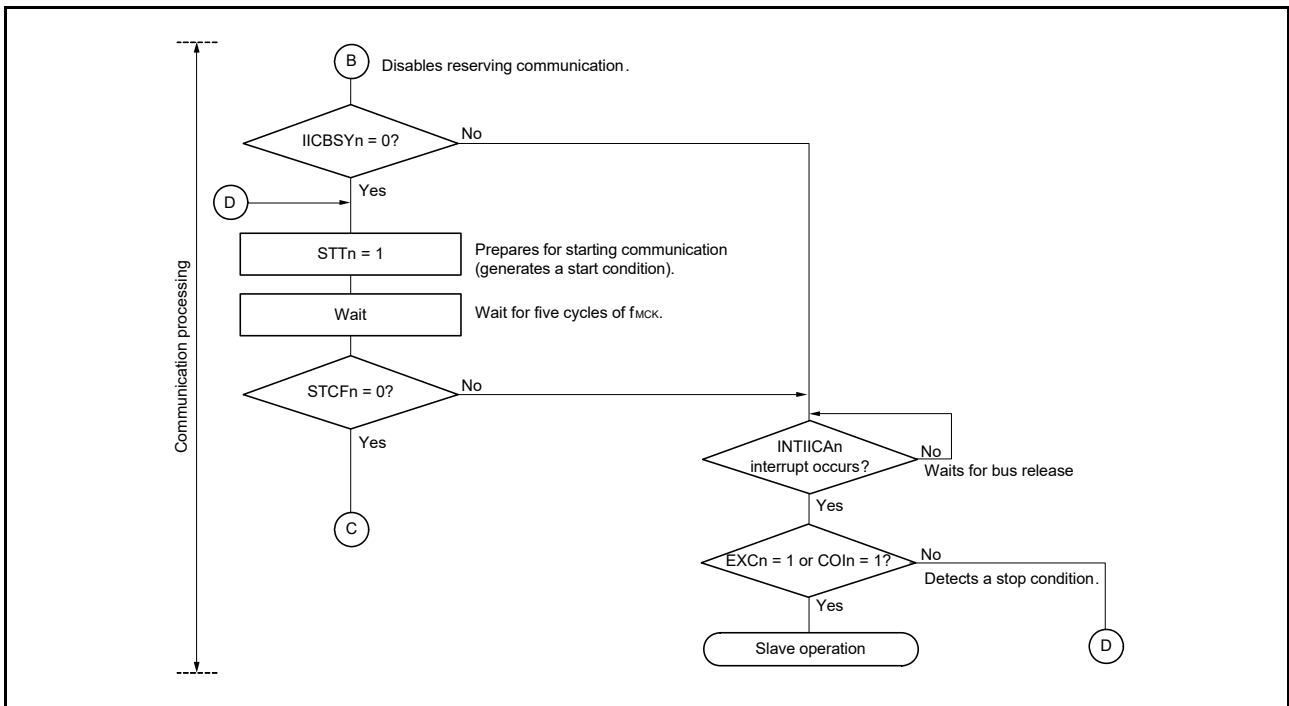 B
Disables reserving communication.
IICBSYn = 0?
No
Yes
D
STTn = 1
Prepares for starting communication
(generates a start condition).
Wait
Wait for five cycles of fMCK.
STCFn = 0?
No
Yes
C
Communication processing
INTIICAn
interrupt occurs?
No
Waits for bus release
Yes
EXCn = 1 or COIn = 1?
No
Detects a stop condition.
Yes
Slave operation
D